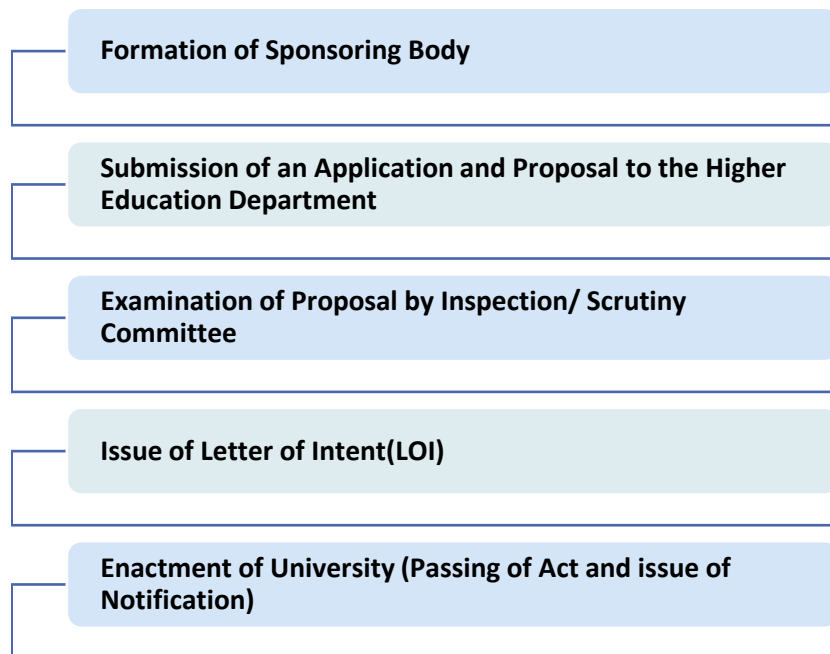 Formation of Sponsoring Body
Submission of an Application and Proposal to the Higher
Education Department
Examination of Proposal by Inspection/ Scrutiny
Committee
Issue of Letter of Intent(LOI)
Enactment of University (Passing of Act and issue of
Notification)